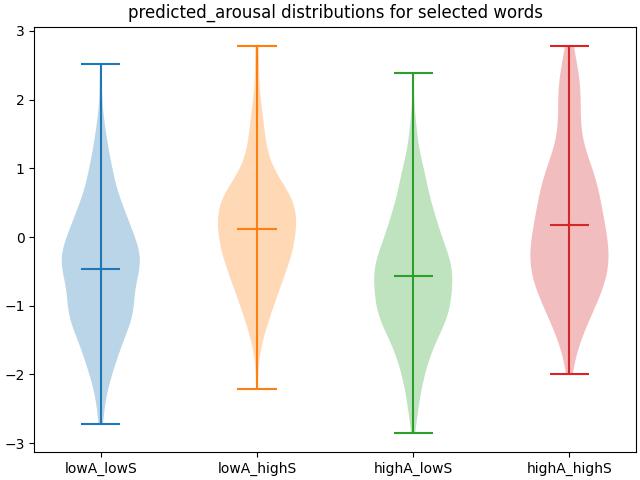 predicted_arousal distributions for selected words
3
2
1
0
−1
−2
−3
lowA_lowS
lowA_highS
highA_lowS
highA_highS